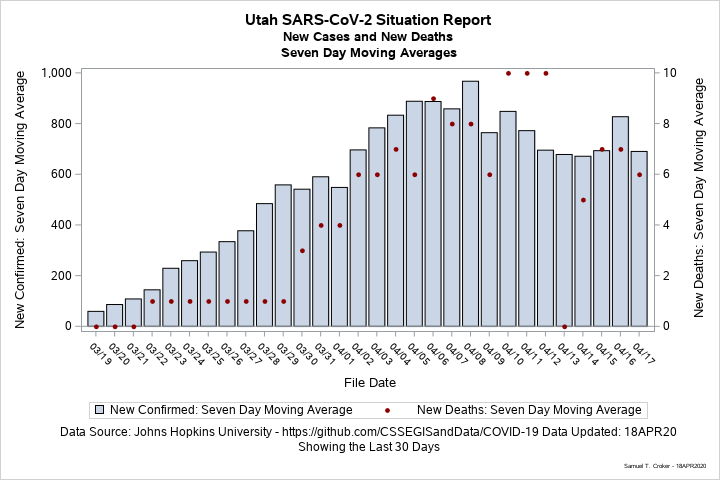 Utah SARS-CoV-2 Situation Report
New Cases and New Deaths
Seven Day Moving Averages
New Confirmed: Seven Day Moving Average
1,000
800
600
400
200
0
10
8
6
4
2
0
New Deaths: Seven Day Moving Average
03/19 03/20 03/21 03/22 03/23 03/24 03/25 03/26 03/27 03/28 03/29 03/30 03/31 04/01 04/02 04/03 04/04 04/05 04/06 04/07 04/08 04/09 04/10 04/11 04/12 04/13 04/14 04/15 04/16 04/17
File Date
New Confirmed: Seven Day Moving Average New Deaths: Seven Day Moving Average
Data Source: Johns Hopkins University - https://github.com/CSSEGISandData/COVID-19 Data Updated: 18APR20
Showing the Last 30 Days
Samuel T. Croker - 18APR2020